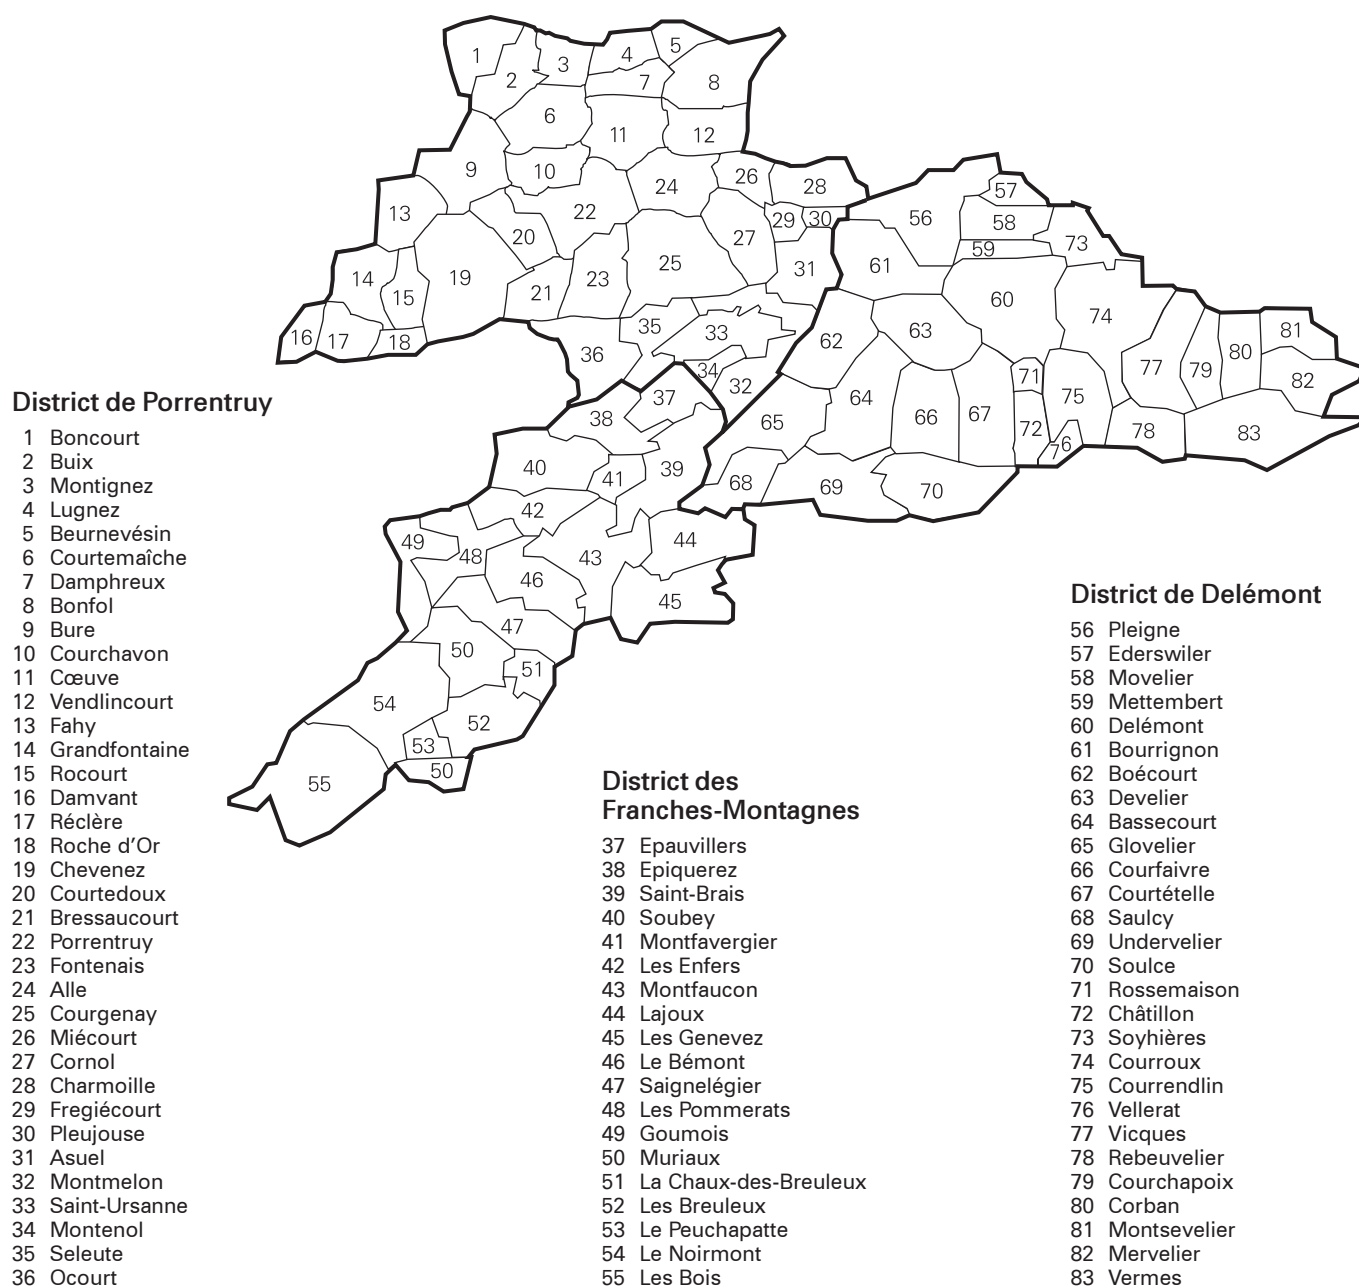 1
2
3
4
5
6
7
8
9
10
11
12
13
14
15
16
17
18
19
20
21
22
23
24
25
26
27
28
29
30
31
32
33
34
35
36
37
38
39
40
41
42
43
44
45
46
47
48
49
50
50
51
52
53
54
55
56
57
58
59
60
61
62
63
64
65
66
67
68
69
70
71
72
73
74
75
76
77
78
79
80
81
82
83
District de Porrentruy
1 Boncourt
2 Buix
3 Montignez
4 Lugnez
5 Beurnevésin
6 Courtemaîche
7 Damphreux
8 Bonfol
9 Bure
10 Courchavon
11 Cœuve
12 Vendlincourt
13 Fahy
14 Grandfontaine
15 Rocourt
16 Damvant
17 Réclère
18 Roche d’Or
19 Chevenez
20 Courtedoux
21 Bressaucourt
22 Porrentruy
23 Fontenais
24 Alle
25 Courgenay
26 Miécourt
27 Cornol
28 Charmoille
29 Fregiécourt
30 Pleujouse
31 Asuel
32 Montmelon
33 Saint-Ursanne
34 Montenol
35 Seleute
36 Ocourt
District des
Franches-Montagnes
37 Epauvillers
38 Epiquerez
39 Saint-Brais
40 Soubey
41 Montfavergier
42 Les Enfers
43 Montfaucon
44 Lajoux
45 Les Genevez
46 Le Bémont
47 Saignelégier
48 Les Pommerats
49 Goumois
50 Muriaux
51 La Chaux-des-Breuleux
52 Les Breuleux
53 Le Peuchapatte
54 Le Noirmont
55 Les Bois
District de Delémont
56 Pleigne
57 Ederswiler
58 Movelier
59 Mettembert
60 Delémont
61 Bourrignon
62 Boécourt
63 Develier
64 Bassecourt
65 Glovelier
66 Courfaivre
67 Courtételle
68 Saulcy
69 Undervelier
70 Soulce
71 Rossemaison
72 Châtillon
73 Soyhières
74 Courroux
75 Courrendlin
76 Vellerat
77 Vicques
78 Rebeuvelier
79 Courchapoix
80 Corban
81 Montsevelier
82 Mervelier
83 Vermes